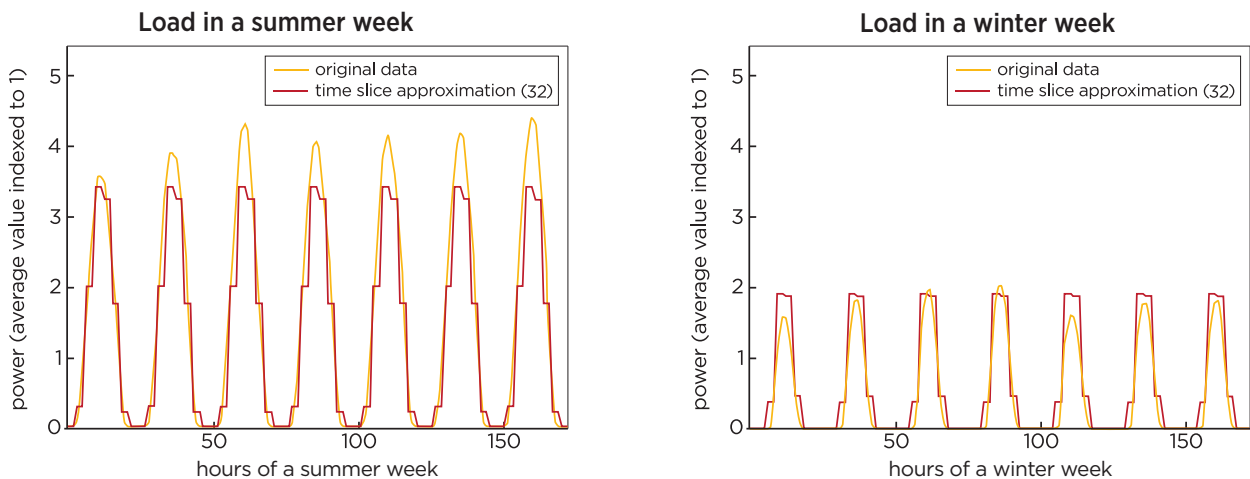 Load in a summer week
power (average value indexed to 1)
5
4
3
2
1
0
original data
time slice approximation (32)
50
100
150
hours of a summer week
Load in a winter week
power (average value indexed to 1)
5
4
3
2
1
0
original data
time slice approximation (32)
50
100
150
hours of a winter week